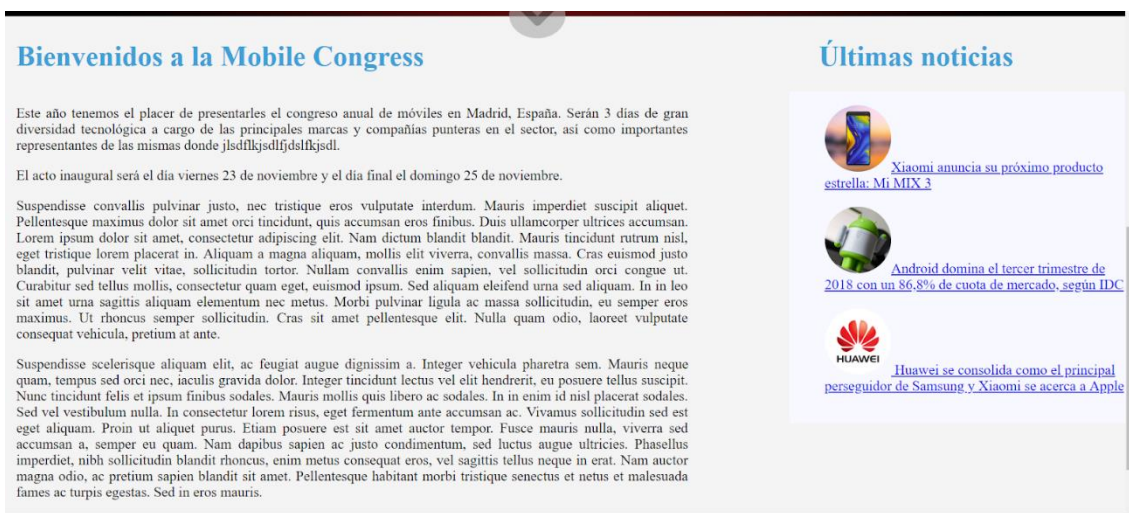 Bienvenidos a la Mobile Congress
Este año tenemos el placer de presentarles el congreso anual de móviles en Madrid, España. Serán 3 días de gran
diversidad tecnológica a cargo de las principales marcas y compañías punteras en el sector, así como importantes
representantes de las mismas donde jlsdflkjsdlfjdslfkjsdl.
El acto inaugural será el día viernes 23 de noviembre y el día final el domingo 25 de noviembre.
Suspendisse convallis pulvinar justo, nec tristique eros vulputate interdum. Mauris imperdiet suscipit aliquet.
Pellentesque maximus dolor sit amet orci tincidunt, quis accumsan eros finibus. Duis ullamcorper ultrices accumsan.
Lorem ipsum dolor sit amet, consectetur adipiscing elit. Nam dictum blandit blandit. Mauris tincidunt rutrum nisl,
eget tristique lorem placerat in. Aliquam a magna aliquam, mollis elit viverra, convallis massa. Cras euismod justo
blandit, pulvinar velit vitae, sollicitudin tortor. Nullam convallis enim sapien, vel sollicitudin orci congue ut.
Curabitur sed tellus mollis, consectetur quam eget, euismod ipsum. Sed aliquam eleifend urna sed aliquam. In in leo
sit amet urna sagittis aliquam elementum nec metus. Morbi pulvinar ligula ac massa sollicitudin, eu semper eros
maximus. Ut rhoncus semper sollicitudin. Cras sit amet pellentesque elit. Nulla quam odio, laoreet vulputate
consequat vehicula, pretium at ante.
Suspendisse scelerisque aliquam elit, ac feugiat augue dignissim a. Integer vehicula pharetra sem. Mauris neque
quam, tempus sed orci nec, iaculis gravida dolor. Integer tincidunt lectus vel elit hendrerit, eu posuere tellus suscipit.
Nunc tincidunt felis et ipsum finibus sodales. Mauris mollis quis libero ac sodales. In in enim id nisl placerat sodales.
Sed vel vestibulum nulla. In consectetur lorem risus, eget fermentum ante accumsan ac. Vivamus sollicitudin sed est
eget aliquam. Proin ut aliquet purus. Etiam posuere est sit amet auctor tempor. Fusce mauris nulla, viverra sed
accumsan a, semper eu quam. Nam dapibus sapien ac justo condimentum, sed luctus augue ultricies. Phasellus
imperdiet, nibh sollicitudin blandit rhoncus, enim metus consequat eros, vel sagittis tellus neque in erat. Nam auctor
magna odio, ac pretium sapien blandit sit amet. Pellentesque habitant morbi tristique senectus et netus et malesuada
fames ac turpis egestas. Sed in eros mauris.
Últimas noticias
Xiaomi anuncia su próximo producto
estrella: Mi MIX 3
Android domina el tercer trimestre de
2018 con un 86,8% de cuota de mercado, según IDC
HUAWEI
Huawei se consolida como el principal
perseguidor de Samsung y Xiaomi se acerca a Apple